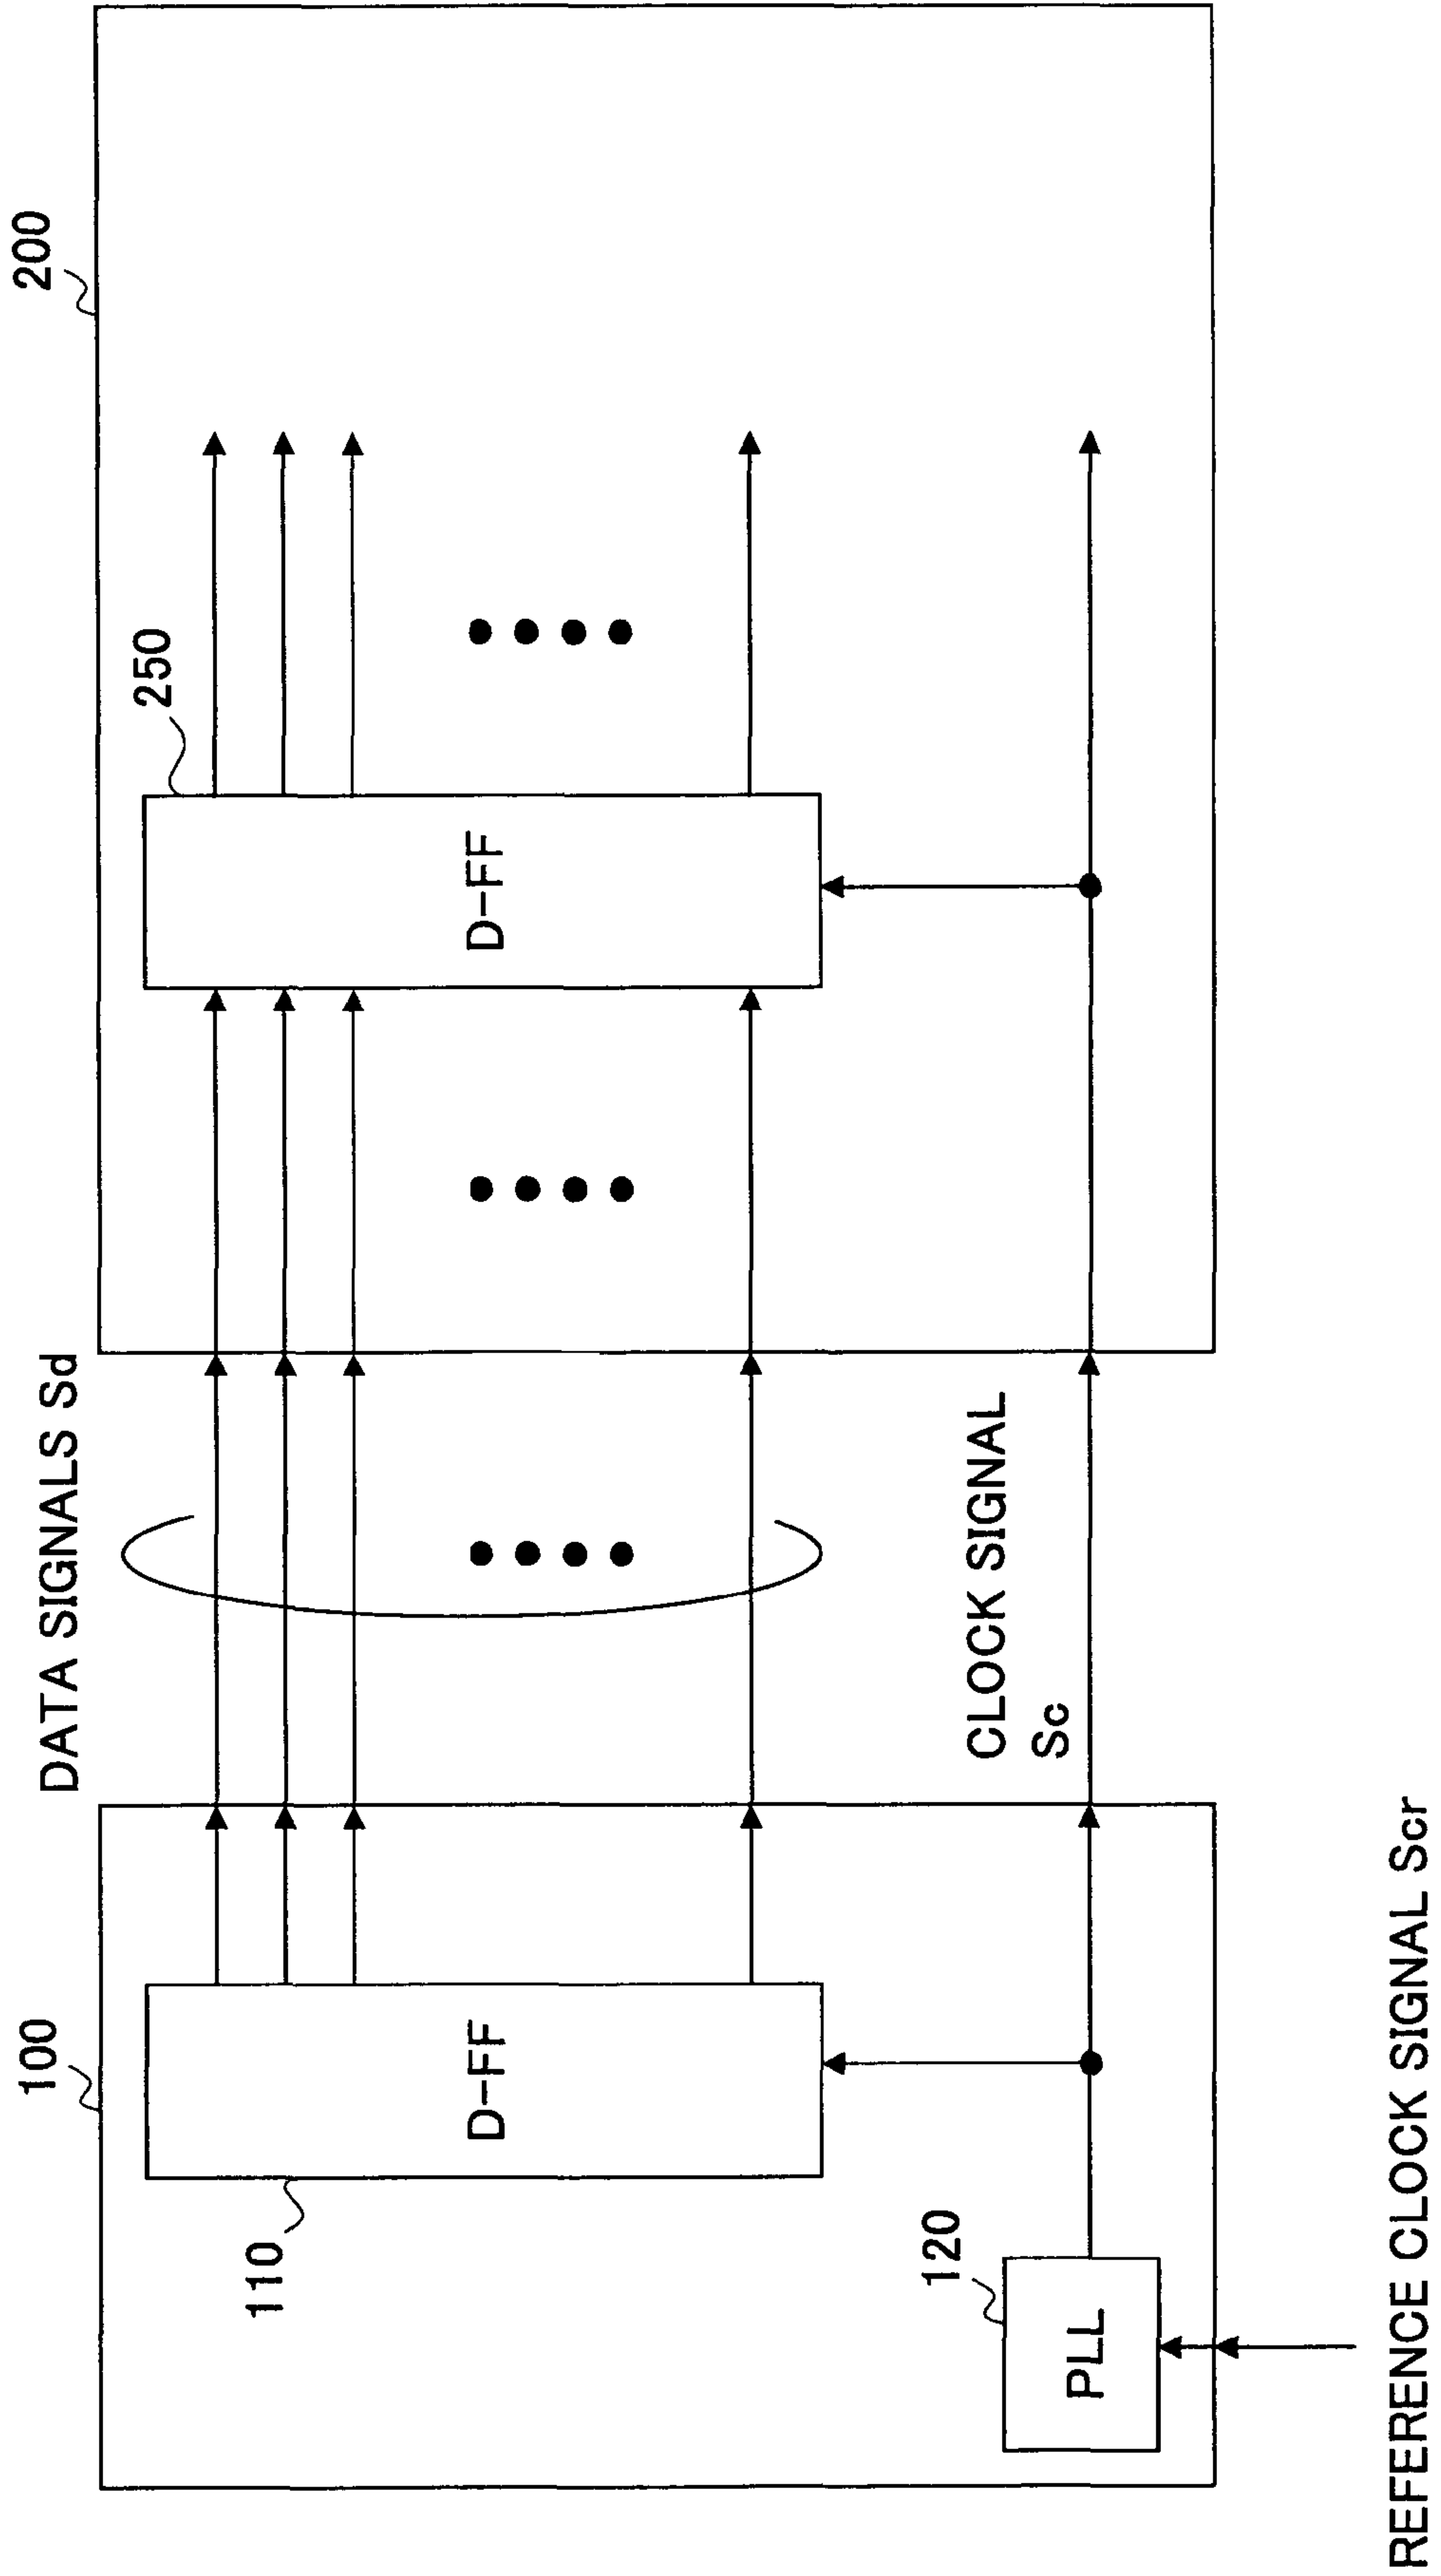 100
110
D-FF
120
PLL
REFERENCE CLOCK SIGNAL Scr
DATA SIGNALS Sd
CLOCK SIGNAL
Sc
200
250
D-FF